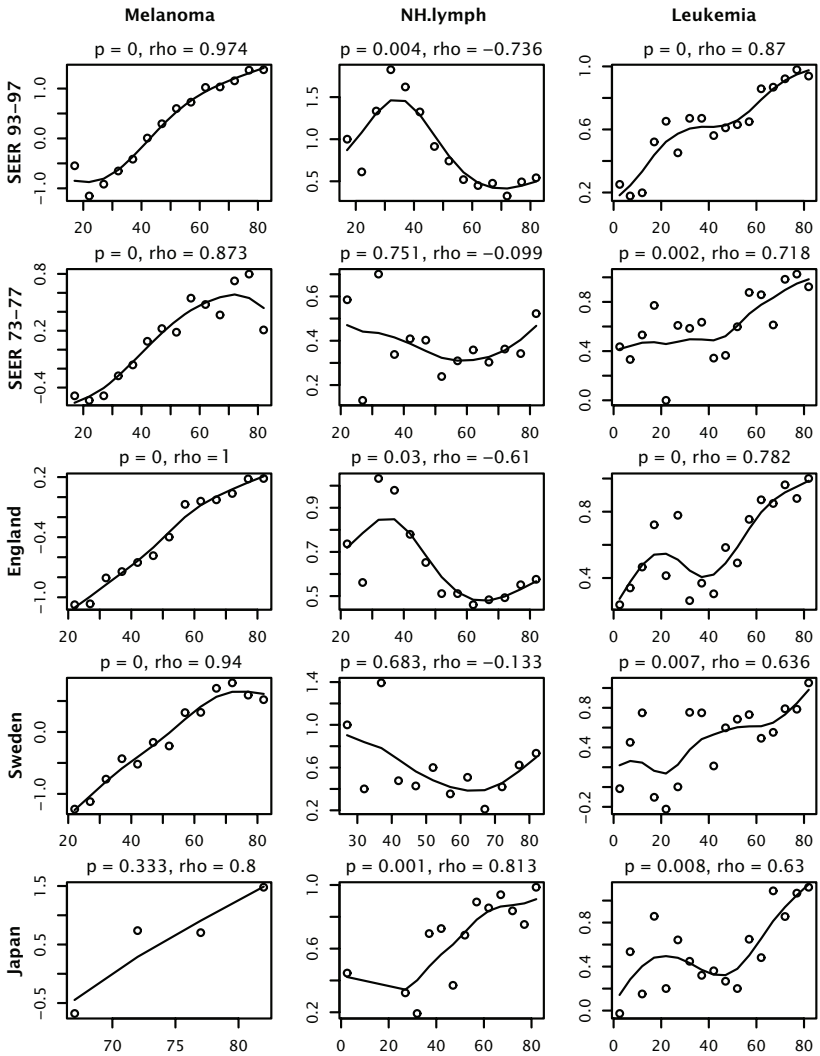 Melanoma NH.lymph Leukemia
p = 0, rho = 0.974 p = 0.004, rho = −0.736 p = 0, rho = 0.87
SEER 93−97
−1.0 0.0 1.0
0.5 1.0 1.5
0.2 0.6 1.0
20 40 60 80 20 40 60 80 0 20 40 60 80
p = 0, rho = 0.873 p = 0.751, rho = −0.099 p = 0.002, rho = 0.718
SEER 73−77
−0.4 0.2 0.8
0.2 0.4 0.6
0.0 0.4 0.8
20 40 60 80 20 40 60 80 0 20 40 60 80
p = 0, rho = 1 p = 0.03, rho = −0.61 p = 0, rho = 0.782
England
−1.0 −0.4 0.2
0.5 0.7 0.9
0.4 0.8
20 40 60 80 20 40 60 80 0 20 40 60 80
p = 0, rho = 0.94 p = 0.683, rho = −0.133 p = 0.007, rho = 0.636
Sweden
−1.0 0.0
0.2 0.6 1.0 1.4
−0.2 0.4 0.8
20 40 60 80 30 40 50 60 70 80 0 20 40 60 80
p = 0.333, rho = 0.8 p = 0.001, rho = 0.813 p = 0.008, rho = 0.63
Japan
−0.5 0.5 1.5
0.2 0.6 1.0
0.0 0.4 0.8
70 75 80 0 20 40 60 80 0 20 40 60 80